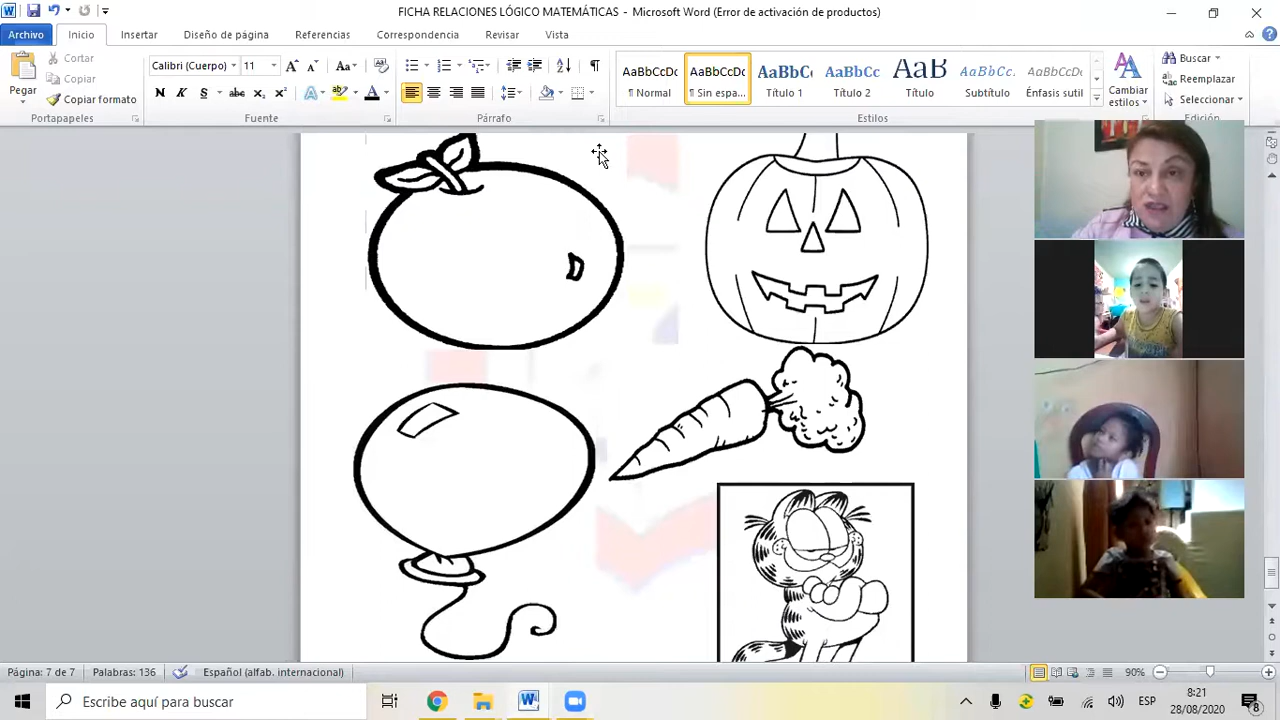 FICHA RELACIONES LÓGICO MATEMÁTICAS - Microsoft Word (Error de activación de productos)
Archivo Inicio Insertar Diseño de página Referencias Correspondencia Revisar Vista
Cortar
Copiar
Copiar formato
Pegar
Portapapeles
Calibri (Cuerpo) 11
N K S abc x₂ x²
Fuente
Párrafo
AaBbCcDc AaBbCcDc AaBbC AaBbCc AaB AaBbCc. AaBbCcDc
¶ Normal ¶ Sin espa... Título 1 Título 2 Título Subtítulo Énfasis sutil
Cambiar estilos
Estilos
Buscar
Reemplazar
Seleccionar
Edición
Página: 7 de 7 Palabras: 136 Español (alfab. internacional) 90%
Escribe aquí para buscar
ESP
8:21
28/08/2020
8